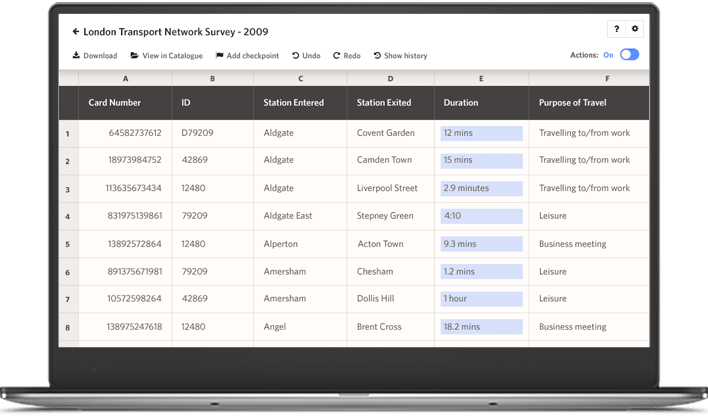 London Transport Network Survey - 2009
?
Download View in Catalogue Add checkpoint Undo Redo Show history Actions: On
A B C D E F
Card Number ID Station Entered Station Exited Duration Purpose of Travel
1 64582737612 D79209 Aldgate Covent Garden 12 mins Travelling to/from work
2 18973984752 42869 Aldgate Camden Town 15 mins Travelling to/from work
3 113635673434 12480 Aldgate Liverpool Street 2.9 minutes Travelling to/from work
4 831975139861 79209 Aldgate East Stepney Green 4:10 Leisure
5 13892572864 12480 Alperton Acton Town 9.3 mins Business meeting
6 891375671981 79209 Amersham Chesham 1.2 mins Leisure
7 10572598264 42869 Amersham Dollis Hill 1 hour Leisure
8 138975247618 12480 Angel Brent Cross 18.2 mins Business meeting